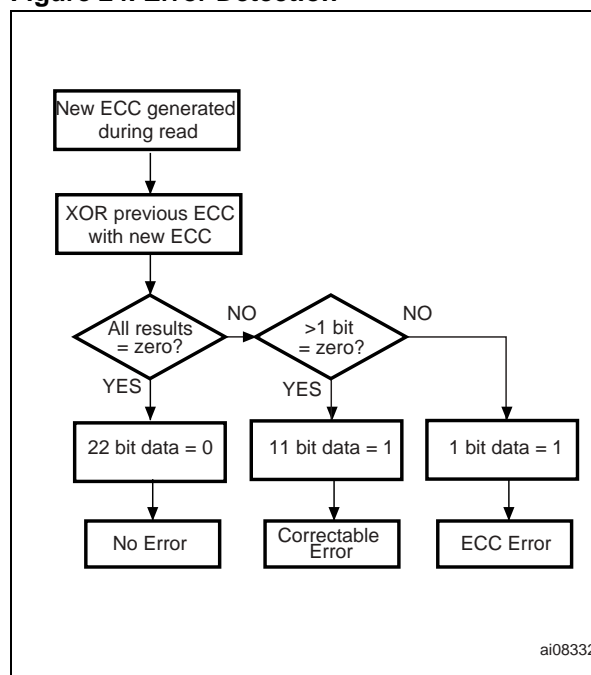 Figure 24. Error Detection
New ECC generated
during read
XOR previous ECC
with new ECC
All results
= zero?
NO
>1 bit
= zero?
NO
YES
YES
22 bit data = 0
11 bit data = 1
1 bit data = 1
No Error
Correctable
Error
ECC Error
ai08332